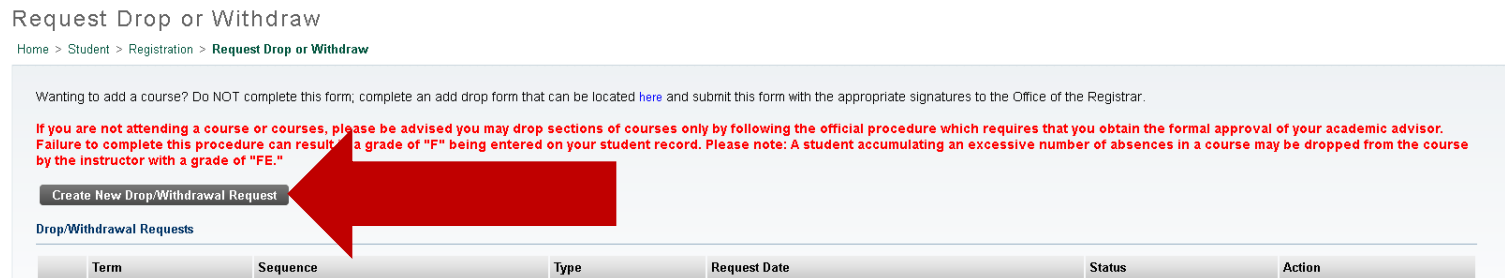 Request Drop or Withdraw
Home > Student > Registration > Request Drop or Withdraw
Wanting to add a course? Do NOT complete this form; complete an add drop form that can be located here and submit this form with the appropriate signatures to the Office of the Registrar.
If you are not attending a course or courses, please be advised you may drop sections of courses only by following the official procedure which requires that you obtain the formal approval of your academic advisor.
Failure to complete this procedure can result a grade of "F" being entered on your student record. Please note: A student accumulating an excessive number of absences in a course may be dropped from the course
by the instructor with a grade of "FE."
Create New Drop/Withdrawal Request
Drop/Withdrawal Requests
Term Sequence Type Request Date Status Action